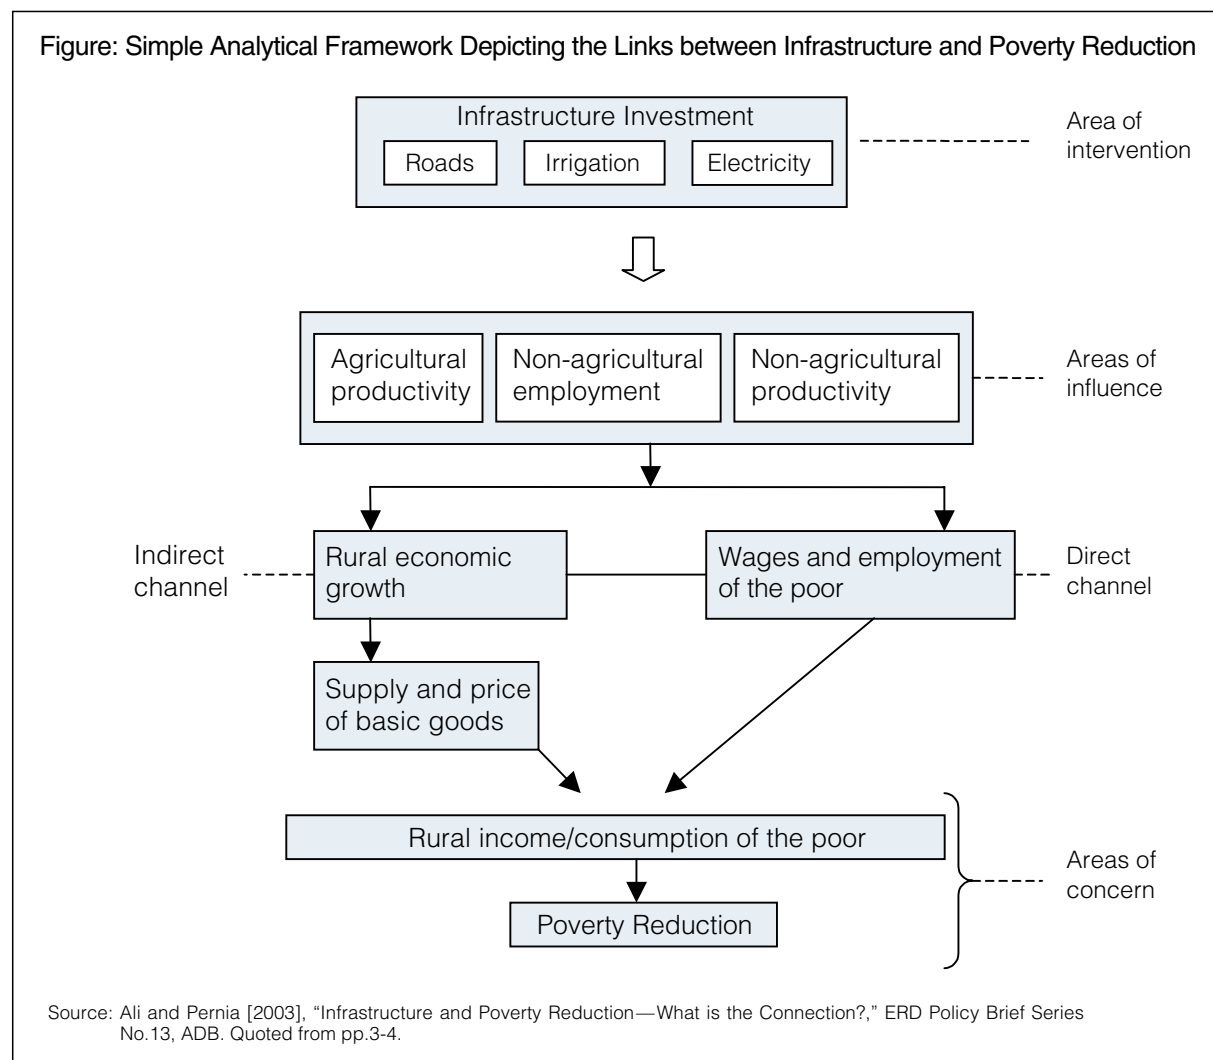 Figure: Simple Analytical Framework Depicting the Links between Infrastructure and Poverty Reduction
Infrastructure Investment
Roads
Irrigation
Electricity
Area of
intervention
Agricultural
productivity
Non-agricultural
employment
Non-agricultural
productivity
Areas of
influence
Indirect
channel
Rural economic
growth
Wages and employment
of the poor
Direct
channel
Supply and price
of basic goods
Rural income/consumption of the poor
Areas of
concern
Poverty Reduction
Source: Ali and Pernia [2003], “Infrastructure and Poverty Reduction—What is the Connection?,” ERD Policy Brief Series
No.13, ADB. Quoted from pp.3-4.